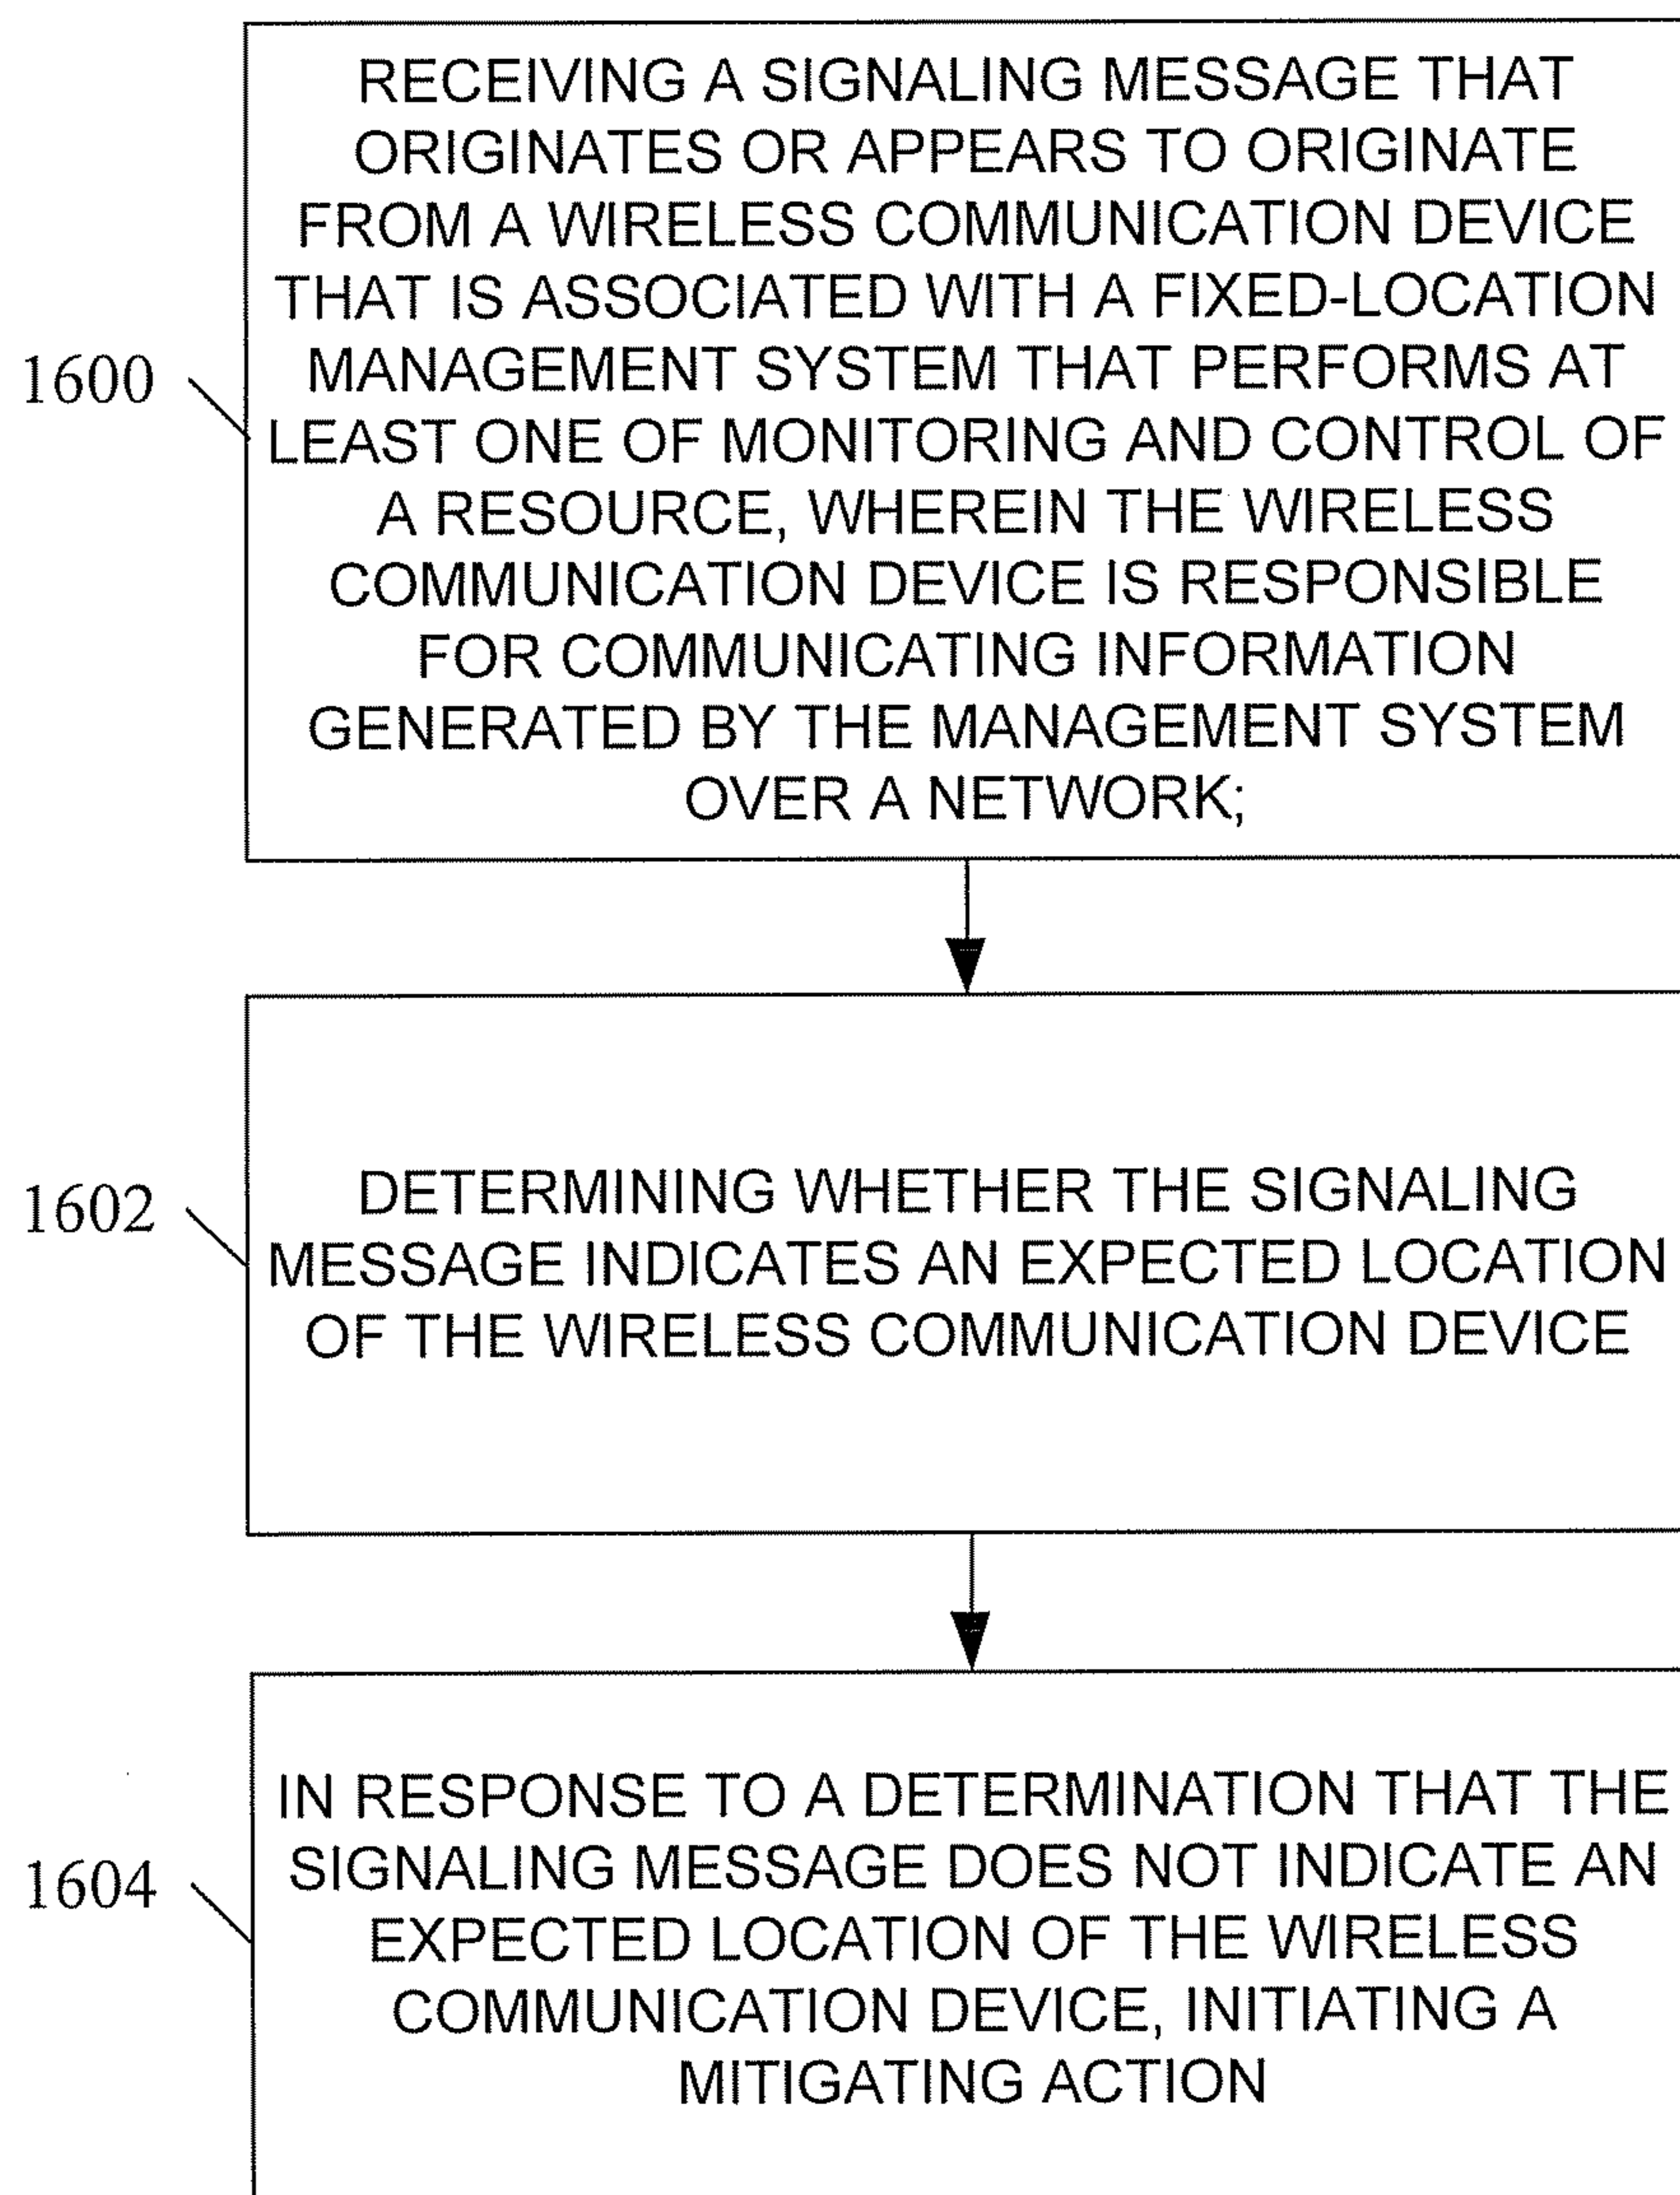 RECEIVING A SIGNALING MESSAGE THAT
ORIGINATES OR APPEARS TO ORIGINATE
FROM A WIRELESS COMMUNICATION DEVICE
THAT IS ASSOCIATED WITH A FIXED-LOCATION
1600
MANAGEMENT SYSTEM THAT PERFORMS AT
LEAST ONE OF MONITORING AND CONTROL OF
A RESOURCE, WHEREIN THE WIRELESS
COMMUNICATION DEVICE IS RESPONSIBLE
FOR COMMUNICATING INFORMATION
GENERATED BY THE MANAGEMENT SYSTEM
OVER A NETWORK;
1602
DETERMINING WHETHER THE SIGNALING
MESSAGE INDICATES AN EXPECTED LOCATION
OF THE WIRELESS COMMUNICATION DEVICE
1604
IN RESPONSE TO A DETERMINATION THAT THE
SIGNALING MESSAGE DOES NOT INDICATE AN
EXPECTED LOCATION OF THE WIRELESS
COMMUNICATION DEVICE, INITIATING A
MITIGATING ACTION